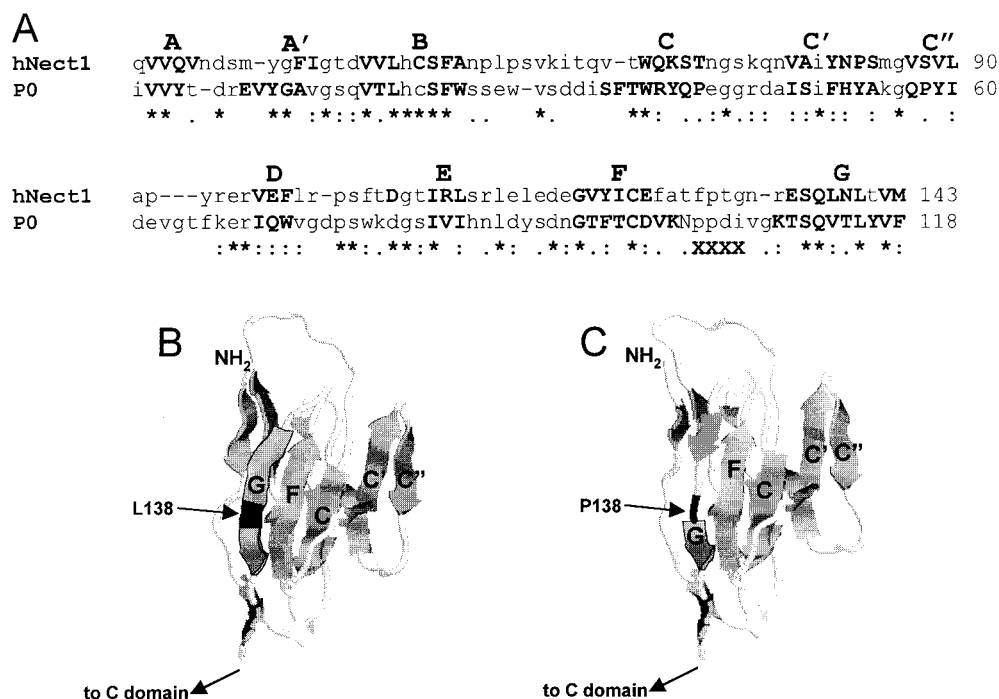 A
A A′ B C C′ C″
hNect1 qVVQVndsm-ygFIgtdVVLhCSFAnplpsvkitqv-tWQKSTngskqnVAiYNPSmgVSVL 90
P0 iVVYt-drEVYGAvgsqVTLhcSFWssew-vsddiSFTWRYQPeggrdaISiFHYAkgQPYI 60
** . * ** :*::** :**** .. *. ** :*.:: ::* :: * . :
D E F G
hNect1 ap---yrerVEFlr-psftDgtIRLsrleledeGVYICEfatfptgn-rESQLNLtVM 143
P0 devgtfkerIQWvgdpswkdgsIVIhnldysdnGTFTCDVKNppdivgKTSQVTLYVF 118
:**::. **:.**:* : .*: .*:*.: *:. XXXX .: **:.* *:
B
NH2
G
F
C
C' C"
L138
to C domain
C
NH2
F
C
C' C"
P138
G
to C domain